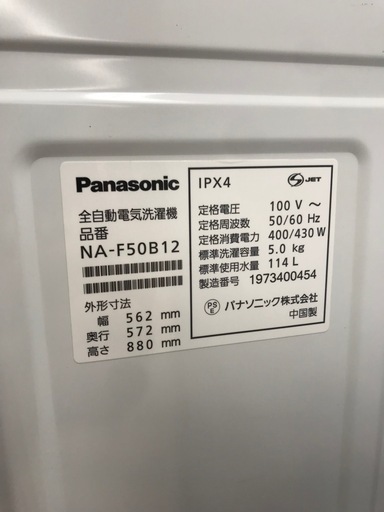 Panasonic
全自動電気洗濯機
品番
NA-F50B12
外形寸法
幅 562 mm
奥行 572 mm
高さ 880 mm
IPX4
S JET
定格電圧 100 V ～
定格周波数 50/60 Hz
定格消費電力 400/430 W
標準洗濯容量 5.0 kg
標準使用水量 114 L
製造番号 1973400454
PS E パナソニック株式会社
中国製